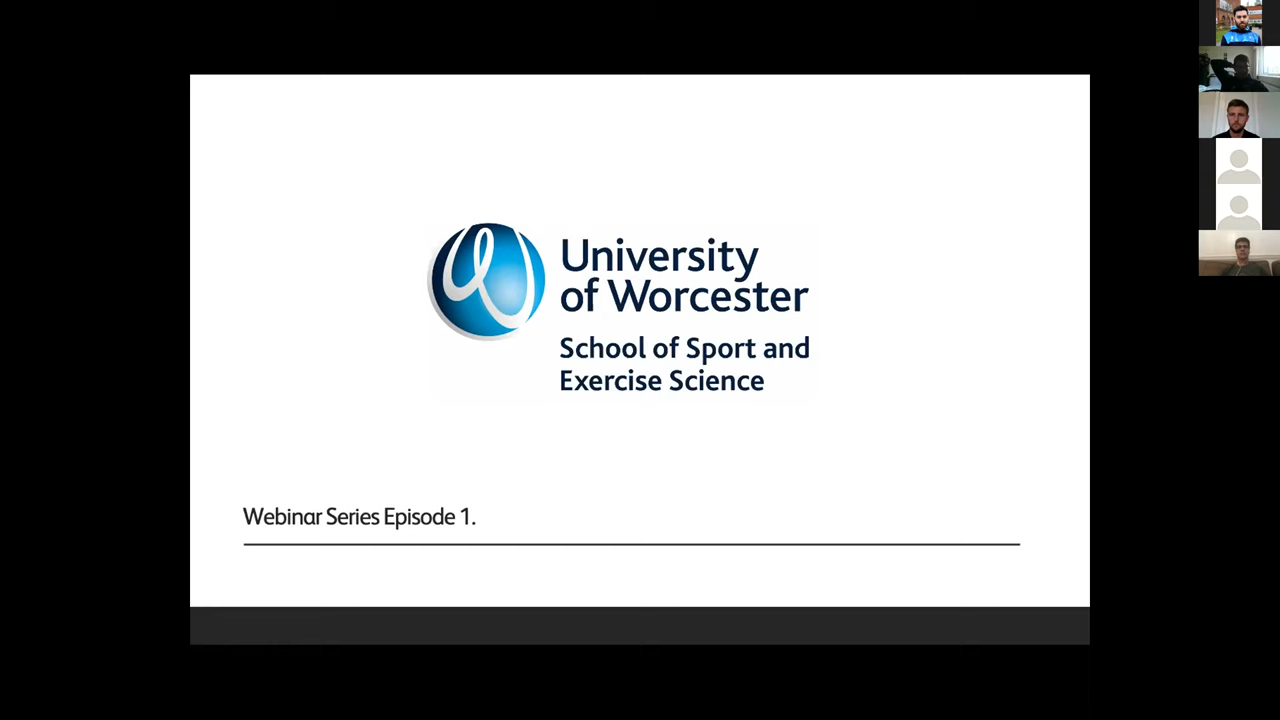 University
of Worcester
School of Sport and
Exercise Science
Webinar Series Episode 1.